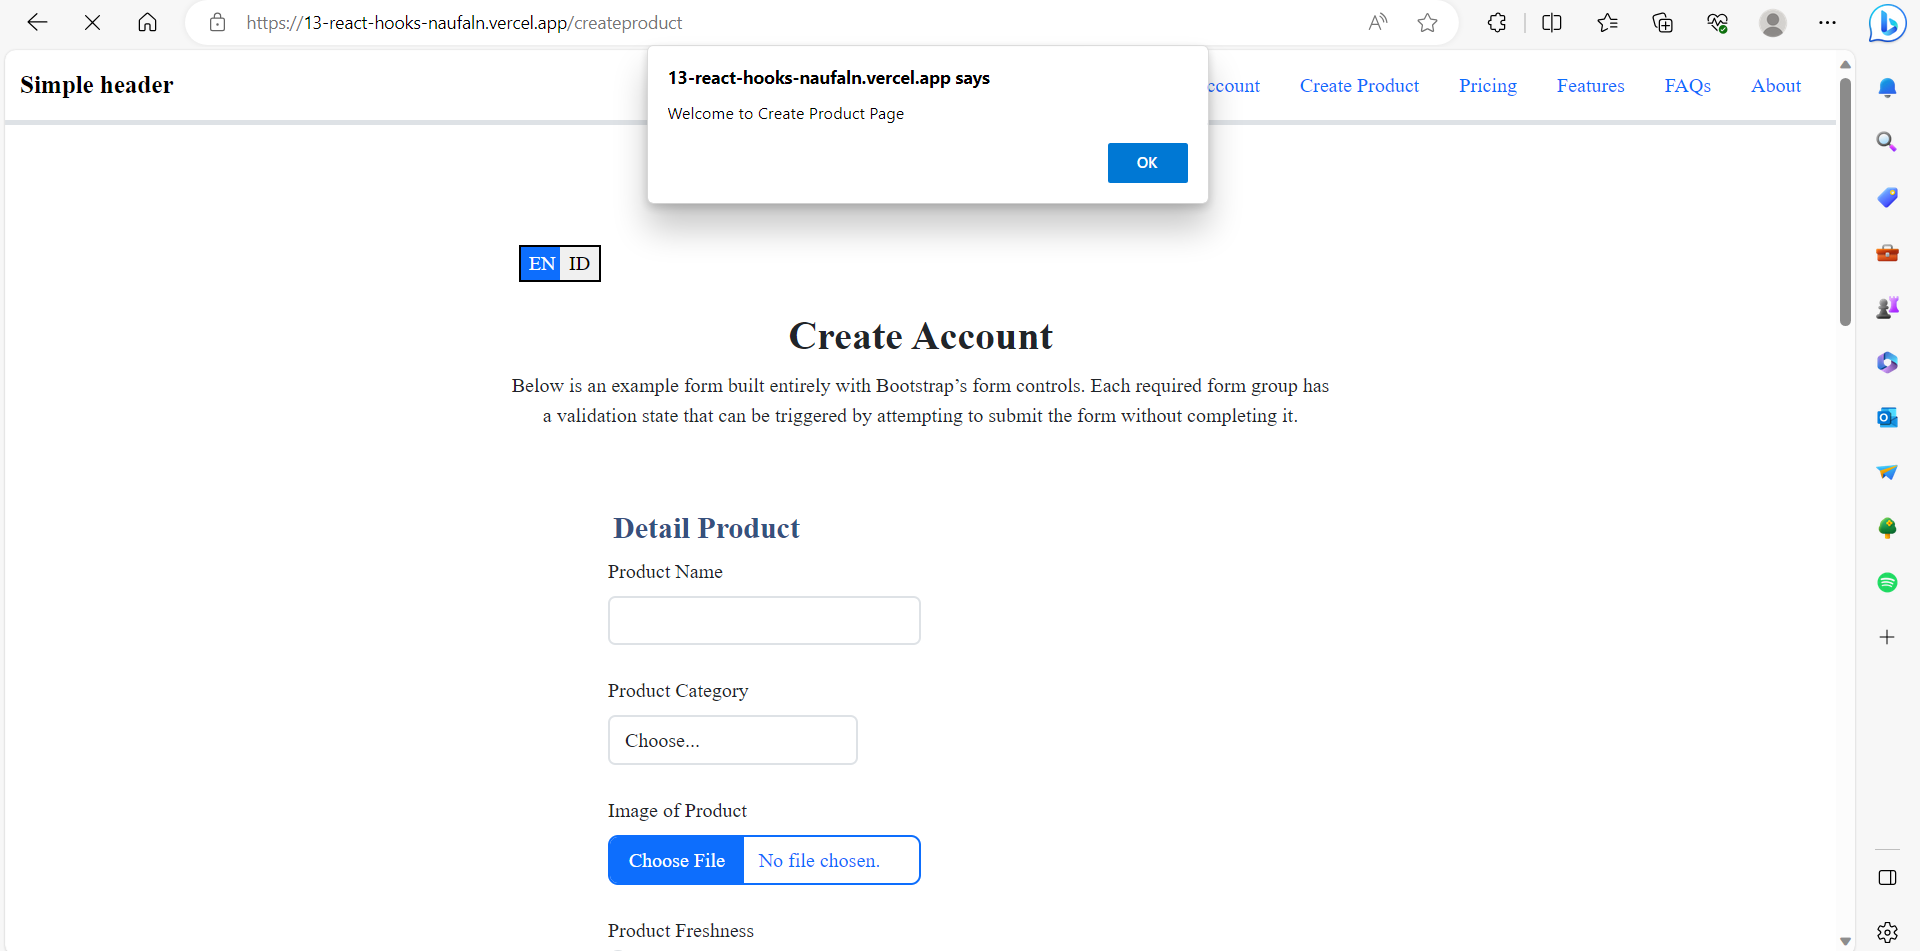 https://13-react-hooks-naufaln.vercel.app/createproduct
13-react-hooks-naufaln.vercel.app says
Welcome to Create Product Page
OK
Simple header
ccount
Create Product
Pricing
Features
FAQs
About
EN ID
Create Account
Below is an example form built entirely with Bootstrap’s form controls. Each required form group has
a validation state that can be triggered by attempting to submit the form without completing it.
Detail Product
Product Name
Product Category
Choose...
Image of Product
Choose File No file chosen.
Product Freshness